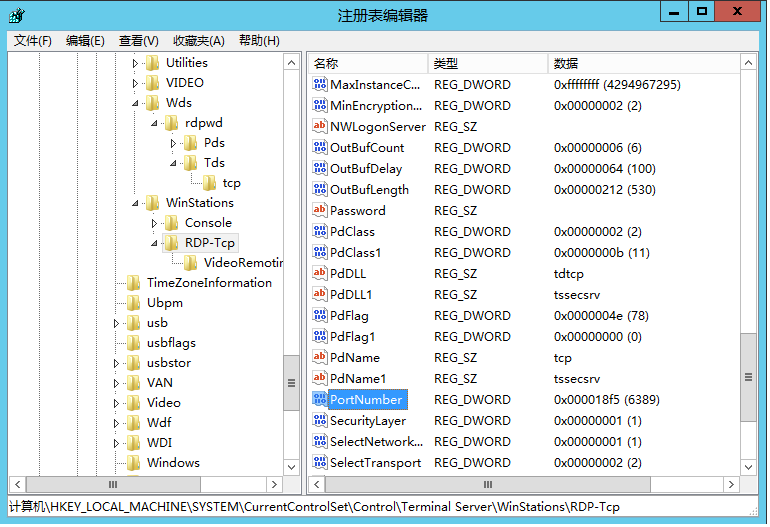 注册表编辑器
文件(F) 编辑(E) 查看(V) 收藏夹(A) 帮助(H)
Utilities
VIDEO
Wds
rdpwd
Pds
Tds
tcp
WinStations
Console
RDP-Tcp
VideoRemotin
TimeZoneInformation
Ubpm
usb
usbflags
usbstor
VAN
Video
Wdf
WDI
Windows
名称 类型 数据
MaxInstanceC... REG_DWORD 0xffffffff (4294967295)
MinEncryption... REG_DWORD 0x00000002 (2)
NWLogonServer REG_SZ
OutBufCount REG_DWORD 0x00000006 (6)
OutBufDelay REG_DWORD 0x00000064 (100)
OutBufLength REG_DWORD 0x00000212 (530)
Password REG_SZ
PdClass REG_DWORD 0x00000002 (2)
PdClass1 REG_DWORD 0x0000000b (11)
PdDLL REG_SZ tdtcp
PdDLL1 REG_SZ tssecsrv
PdFlag REG_DWORD 0x0000004e (78)
PdFlag1 REG_DWORD 0x00000000 (0)
PdName REG_SZ tcp
PdName1 REG_SZ tssecsrv
PortNumber REG_DWORD 0x000018f5 (6389)
SecurityLayer REG_DWORD 0x00000001 (1)
SelectNetwork... REG_DWORD 0x00000001 (1)
SelectTransport REG_DWORD 0x00000002 (2)
计算机\HKEY_LOCAL_MACHINE\SYSTEM\CurrentControlSet\Control\Terminal Server\WinStations\RDP-Tcp